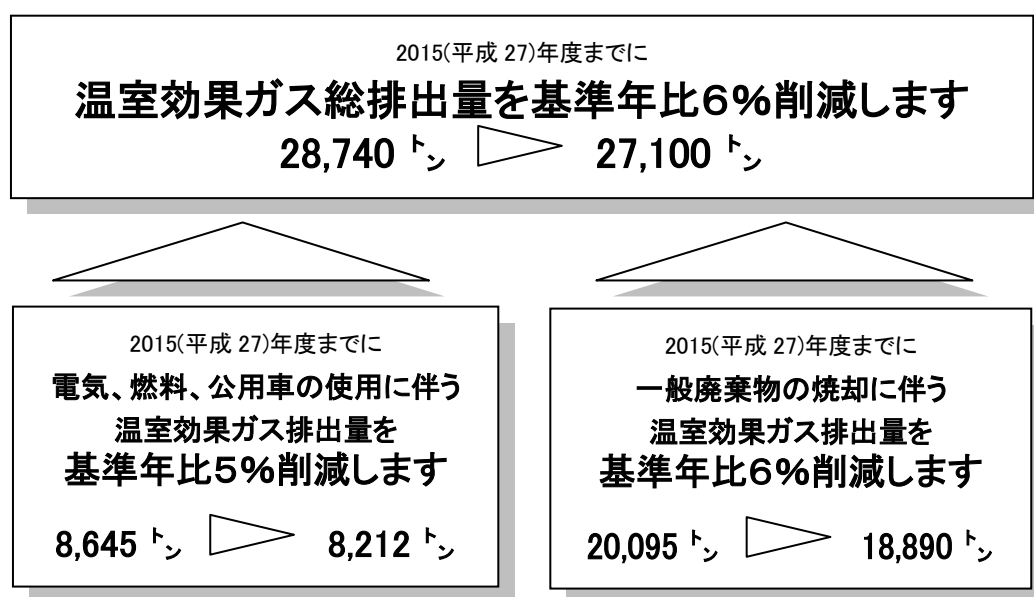 2015(平成 27)年度までに
温室効果ガス総排出量を基準年比６％削減します
28,740 トン 27,100 トン
2015(平成 27)年度までに
電気、燃料、公用車の使用に伴う
温室効果ガス排出量を
基準年比５％削減します
8,645 トン 8,212 トン
2015(平成 27)年度までに
一般廃棄物の焼却に伴う
温室効果ガス排出量を
基準年比６％削減します
20,095 トン 18,890 トン